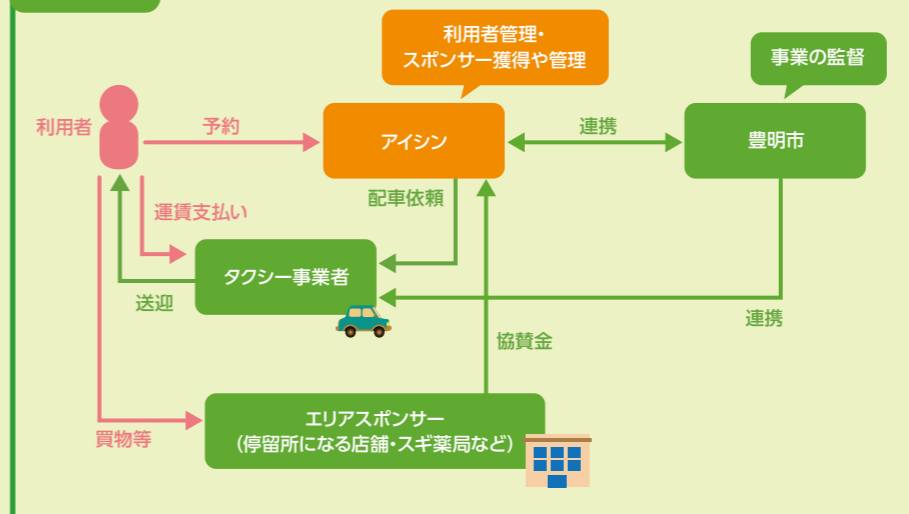 利用者管理・
スポンサー獲得や管理
事業の監督
利用者
予約
アイシン
連携
豊明市
配車依頼
運賃支払い
タクシー事業者
送迎
連携
協賛金
エリアスポンサー
(停留所になる店舗・スギ薬局など)
買物等